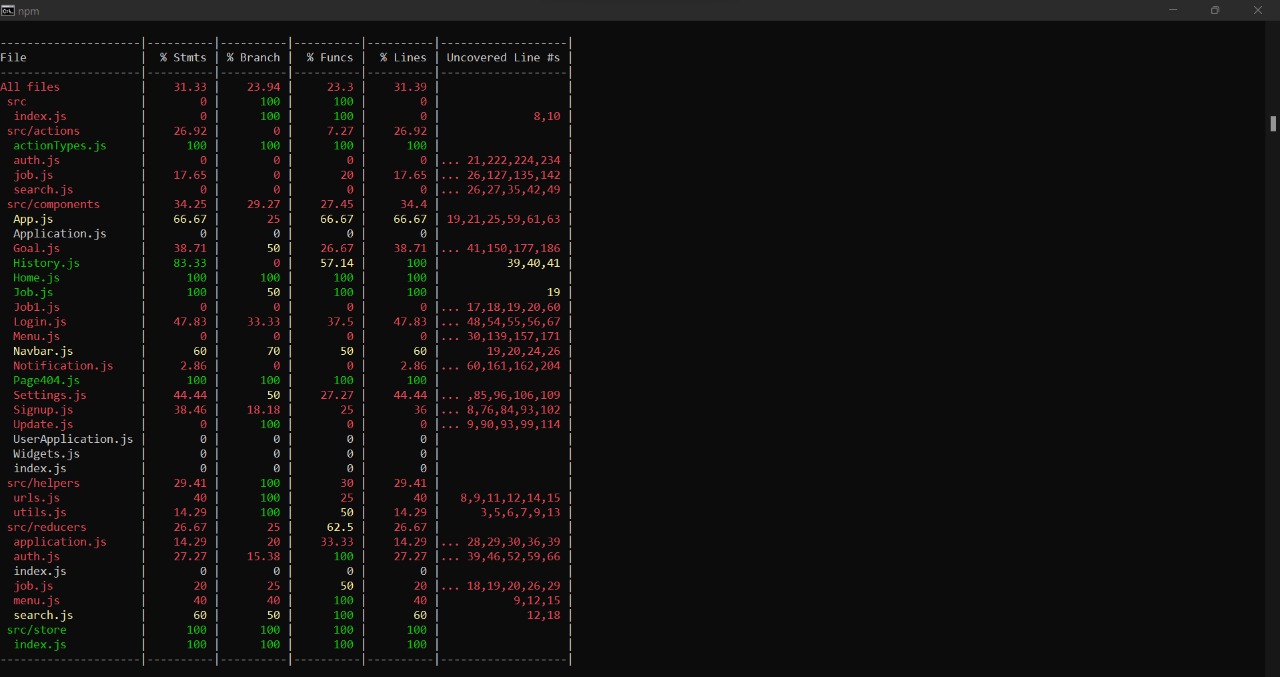 npm
--------------------|----------|----------|----------|----------|-------------------|
File | % Stmts | % Branch | % Funcs | % Lines | Uncovered Line #s |
--------------------|----------|----------|----------|----------|-------------------|
All files | 31.33 | 23.94 | 23.3 | 31.39 | |
src | 0 | 100 | 100 | 0 | |
index.js | 0 | 100 | 100 | 0 | 8,10 |
src/actions | 26.92 | 0 | 7.27 | 26.92 | |
actionTypes.js | 100 | 100 | 100 | 100 | |
auth.js | 0 | 0 | 0 | 0 |... 21,222,224,234 |
job.js | 17.65 | 0 | 20 | 17.65 |... 26,127,135,142 |
search.js | 0 | 0 | 0 | 0 |... 26,27,35,42,49 |
src/components | 34.25 | 29.27 | 27.45 | 34.4 | |
App.js | 66.67 | 25 | 66.67 | 66.67 | 19,21,25,59,61,63 |
Application.js | 0 | 0 | 0 | 0 | |
Goal.js | 38.71 | 50 | 26.67 | 38.71 |... 41,150,177,186 |
History.js | 83.33 | 0 | 57.14 | 100 | 39,40,41 |
Home.js | 100 | 100 | 100 | 100 | |
Job.js | 100 | 50 | 100 | 100 | 19 |
Job1.js | 0 | 0 | 0 | 0 |... 17,18,19,20,60 |
Login.js | 47.83 | 33.33 | 37.5 | 47.83 |... 48,54,55,56,67 |
Menu.js | 0 | 0 | 0 | 0 |... 30,139,157,171 |
Navbar.js | 60 | 70 | 50 | 60 | 19,20,24,26 |
Notification.js | 2.86 | 0 | 0 | 2.86 |... 60,161,162,204 |
Page404.js | 100 | 100 | 100 | 100 | |
Settings.js | 44.44 | 50 | 27.27 | 44.44 |... ,85,96,106,109 |
Signup.js | 38.46 | 18.18 | 25 | 36 |... 8,76,84,93,102 |
Update.js | 0 | 100 | 0 | 0 |... 9,90,93,99,114 |
UserApplication.js | 0 | 0 | 0 | 0 | |
Widgets.js | 0 | 0 | 0 | 0 | |
index.js | 0 | 0 | 0 | 0 | |
src/helpers | 29.41 | 100 | 30 | 29.41 | |
urls.js | 40 | 100 | 25 | 40 | 8,9,11,12,14,15 |
utils.js | 14.29 | 100 | 50 | 14.29 | 3,5,6,7,9,13 |
src/reducers | 26.67 | 25 | 62.5 | 26.67 | |
application.js | 14.29 | 20 | 33.33 | 14.29 |... 28,29,30,36,39 |
auth.js | 27.27 | 15.38 | 100 | 27.27 |... 39,46,52,59,66 |
index.js | 0 | 0 | 0 | 0 | |
job.js | 20 | 25 | 50 | 20 |... 18,19,20,26,29 |
menu.js | 40 | 40 | 100 | 40 | 9,12,15 |
search.js | 60 | 50 | 100 | 60 | 12,18 |
src/store | 100 | 100 | 100 | 100 | |
index.js | 100 | 100 | 100 | 100 | |
--------------------|----------|----------|----------|----------|-------------------|